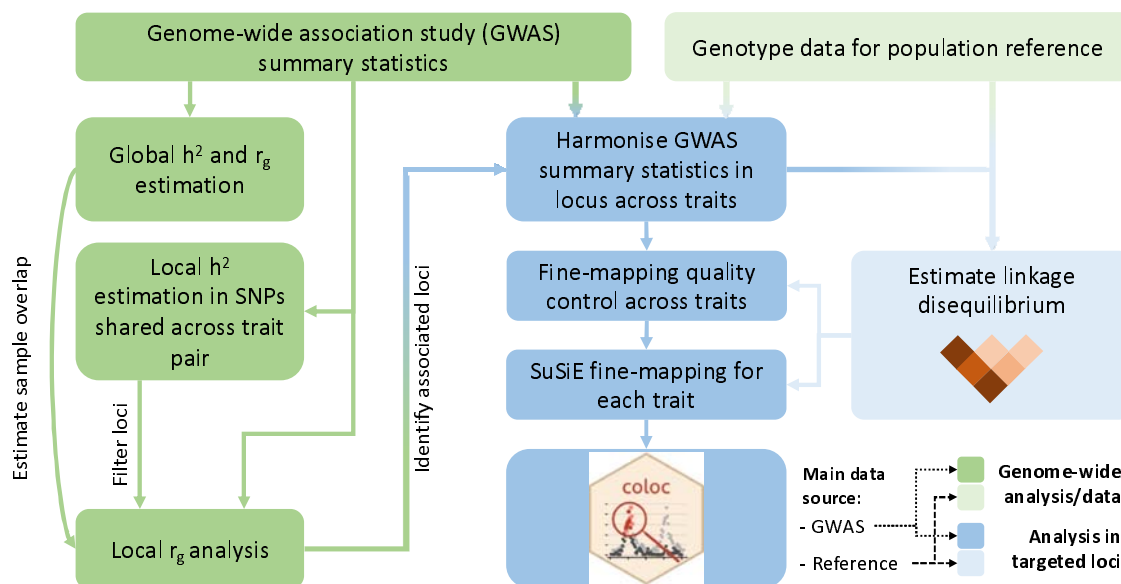 Genome-wide association study (GWAS)
summary statistics
Genotype data for population reference
Global h² and rg
estimation
Harmonise GWAS
summary statistics in
locus across traits
Local h²
estimation in SNPs
shared across trait
pair
Fine-mapping quality
control across traits
Estimate linkage
disequilibrium
Estimate sample overlap
Filter loci
Identify associated loci
SuSiE fine-mapping for
each trait
Local rg analysis
coloc
Main data
source:
- GWAS
- Reference
Genome-wide
analysis/data
Analysis in
targeted loci